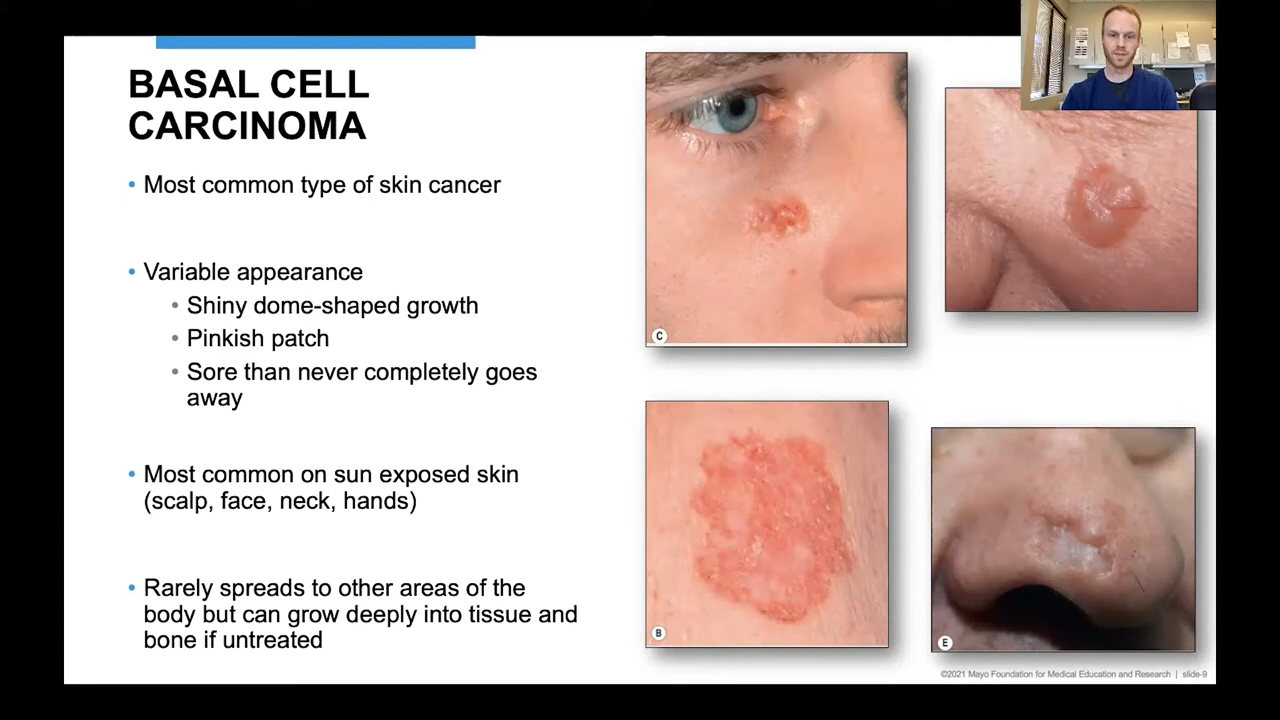 BASAL CELL
CARCINOMA
• Most common type of skin cancer
• Variable appearance
• Shiny dome-shaped growth
• Pinkish patch
• Sore than never completely goes
away
• Most common on sun exposed skin
(scalp, face, neck, hands)
• Rarely spreads to other areas of the
body but can grow deeply into tissue and
bone if untreated
C
B
E
©2021 Mayo Foundation for Medical Education and Research | slide-9